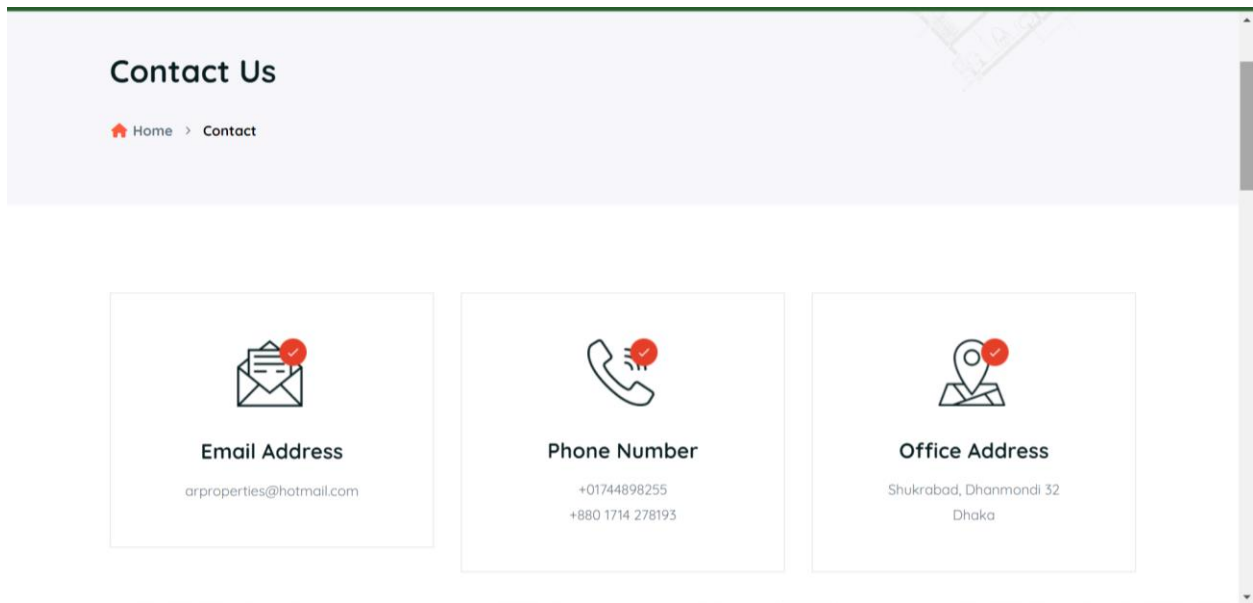 Contact Us
Home > Contact
Email Address
arproperties@hotmail.com
Phone Number
+01744898255
+880 1714 278193
Office Address
Shukrabad, Dhanmondi 32
Dhaka